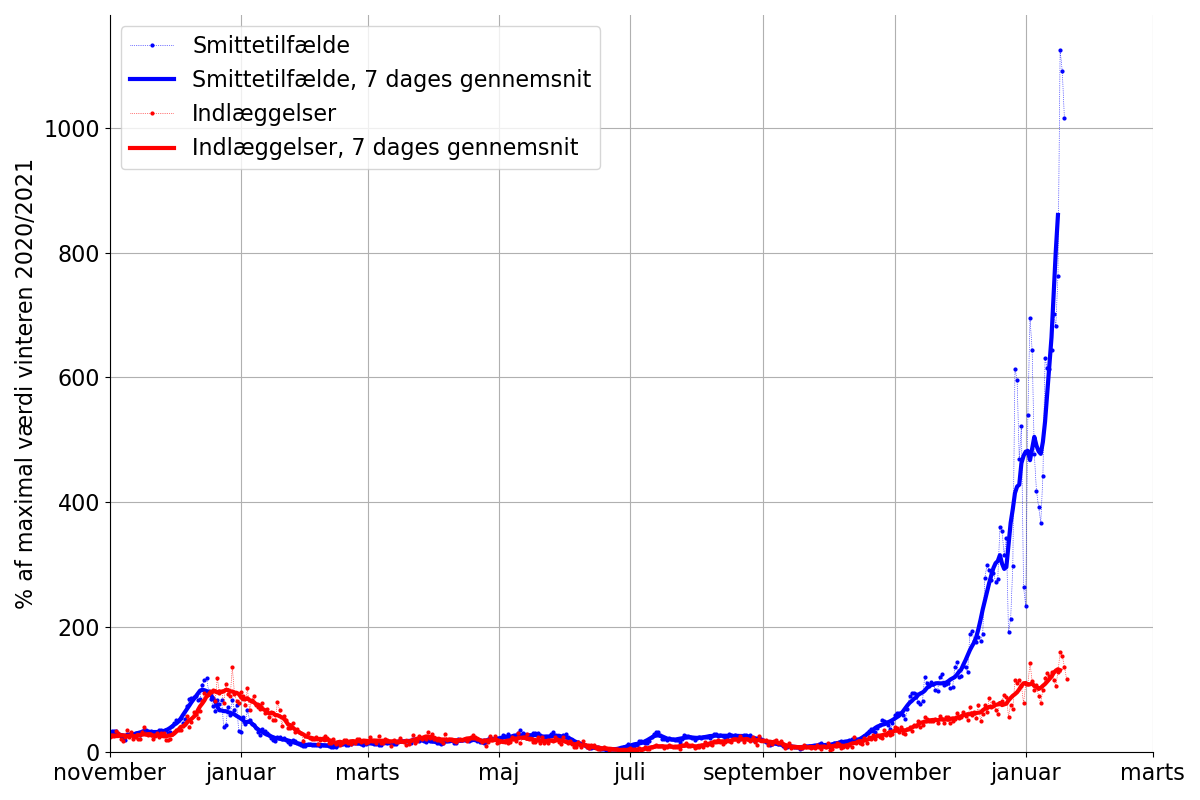 Smittetilfælde
Smittetilfælde, 7 dages gennemsnit
Indlæggelser
Indlæggelser, 7 dages gennemsnit
% af maximal værdi vinteren 2020/2021
1000
800
600
400
200
0
november januar marts maj juli september november januar marts